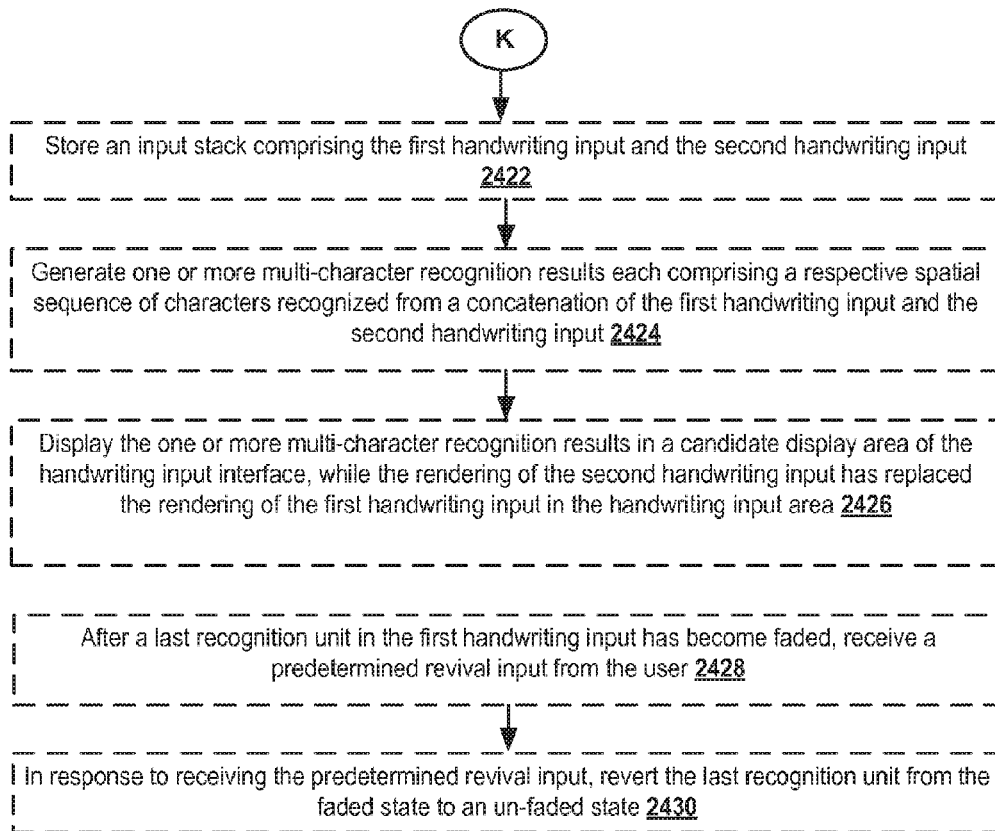 K
Store an input stack comprising the first handwriting input and the second handwriting input
2422
Generate one or more multi-character recognition results each comprising a respective spatial
sequence of characters recognized from a concatenation of the first handwriting input and the
second handwriting input 2424
Display the one or more multi-character recognition results in a candidate display area of the
handwriting input interface, while the rendering of the second handwriting input has replaced
the rendering of the first handwriting input in the handwriting input area 2426
After a last recognition unit in the first handwriting input has become faded, receive a
predetermined revival input from the user 2428
In response to receiving the predetermined revival input, revert the last recognition unit from the
faded state to an un-faded state 2430